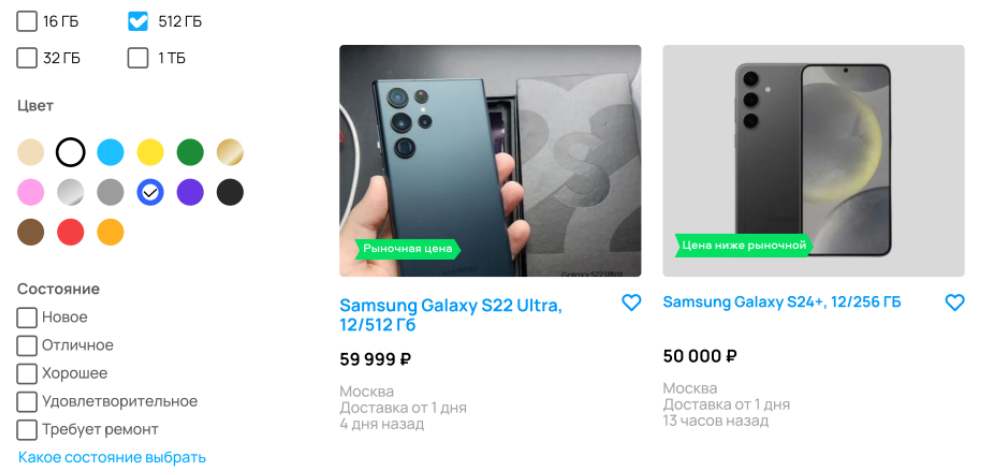 16 ГБ
512 ГБ
32 ГБ
1 ТБ
Цвет
Состояние
Новое
Отличное
Хорошее
Удовлетворительное
Требует ремонт
Какое состояние выбрать
Рыночная цена
Galaxy S22 Ultra
Samsung Galaxy S22 Ultra,
12/512 Гб
59 999 ₽
Москва
Доставка от 1 дня
4 дня назад
Цена ниже рыночной
Samsung Galaxy S24+, 12/256 ГБ
50 000 ₽
Москва
Доставка от 1 дня
13 часов назад